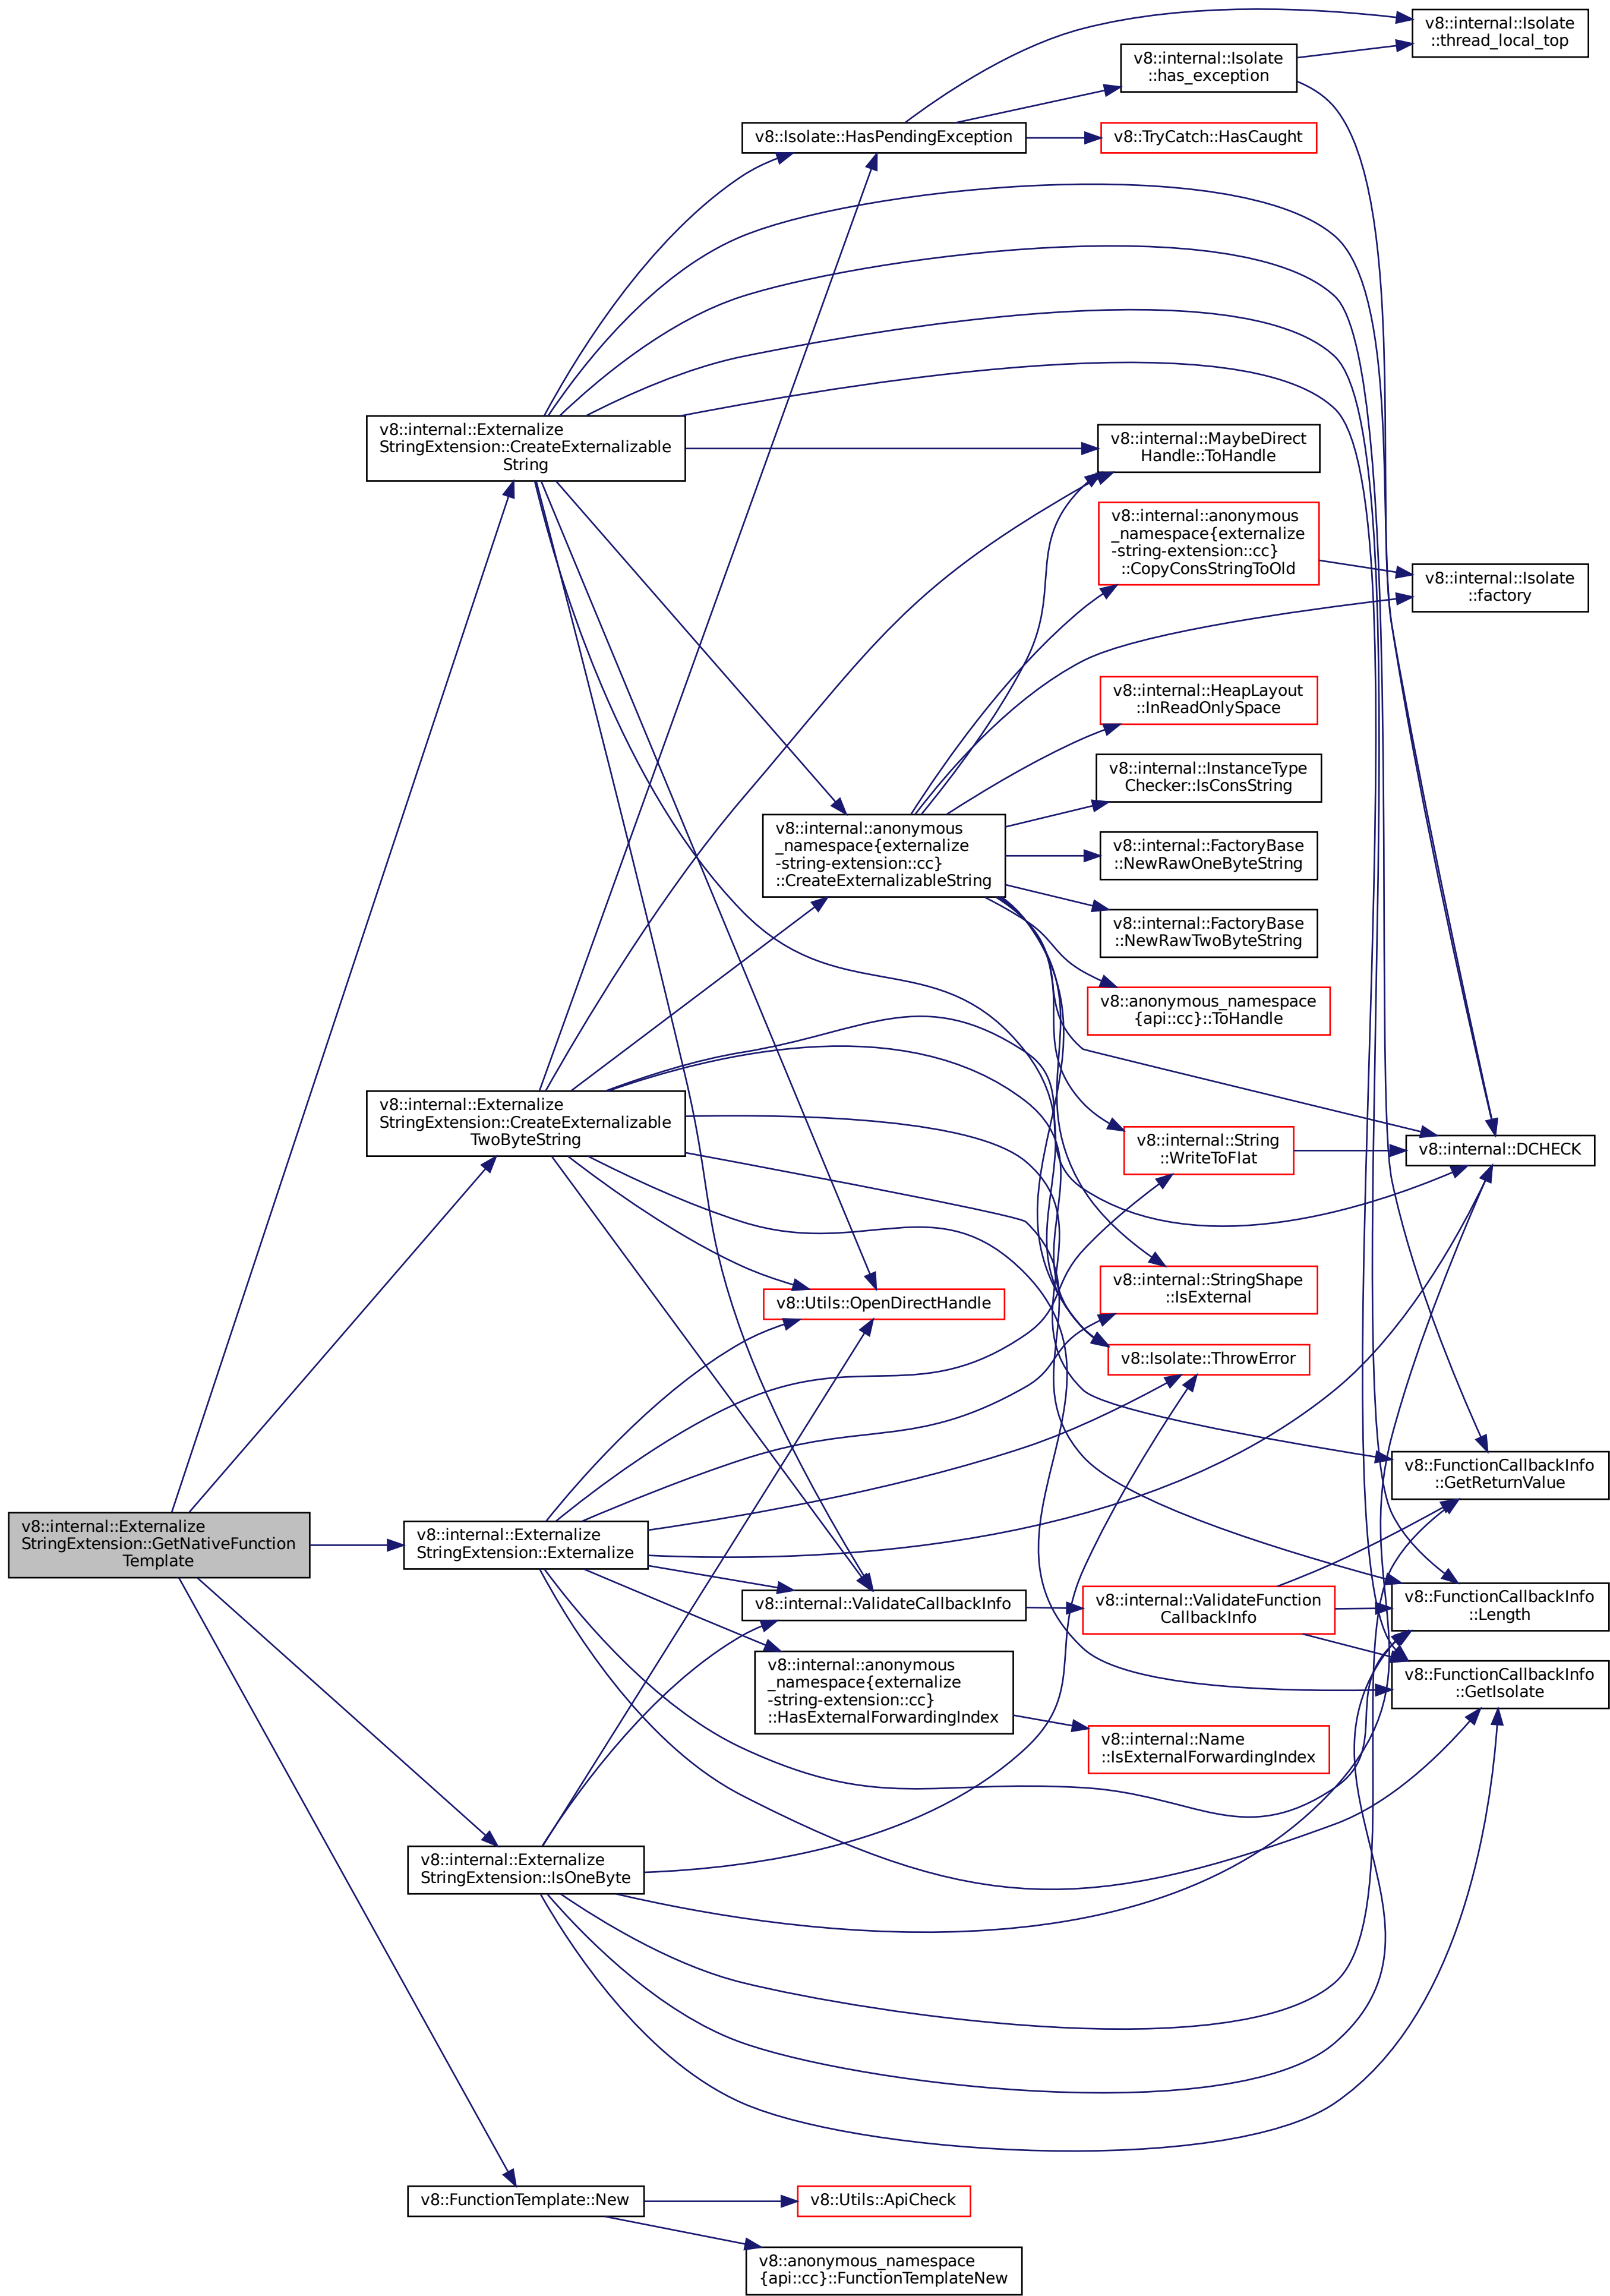 v8::internal::Isolate
::thread_local_top
v8::internal::Isolate
::has_exception
v8::Isolate::HasPendingException
v8::TryCatch::HasCaught
v8::internal::Externalize
StringExtension::CreateExternalizable
String
v8::internal::MaybeDirect
Handle::ToHandle
v8::internal::anonymous
_namespace{externalize
-string-extension::cc}
::CopyConsStringToOld
v8::internal::Isolate
::factory
v8::internal::HeapLayout
::InReadOnlySpace
v8::internal::InstanceType
Checker::IsConsString
v8::internal::anonymous
_namespace{externalize
-string-extension::cc}
::CreateExternalizableString
v8::internal::FactoryBase
::NewRawOneByteString
v8::internal::FactoryBase
::NewRawTwoByteString
v8::anonymous_namespace
{api::cc}::ToHandle
v8::internal::Externalize
StringExtension::CreateExternalizable
TwoByteString
v8::internal::String
::WriteToFlat
v8::internal::DCHECK
v8::Utils::OpenDirectHandle
v8::internal::StringShape
::IsExternal
v8::Isolate::ThrowError
v8::FunctionCallbackInfo
::GetReturnValue
v8::internal::Externalize
StringExtension::GetNativeFunction
Template
v8::internal::Externalize
StringExtension::Externalize
v8::internal::ValidateCallbackInfo
v8::internal::ValidateFunction
CallbackInfo
v8::FunctionCallbackInfo
::Length
v8::internal::anonymous
_namespace{externalize
-string-extension::cc}
::HasExternalForwardingIndex
v8::FunctionCallbackInfo
::GetIsolate
v8::internal::Name
::IsExternalForwardingIndex
v8::internal::Externalize
StringExtension::IsOneByte
v8::FunctionTemplate::New
v8::Utils::ApiCheck
v8::anonymous_namespace
{api::cc}::FunctionTemplateNew